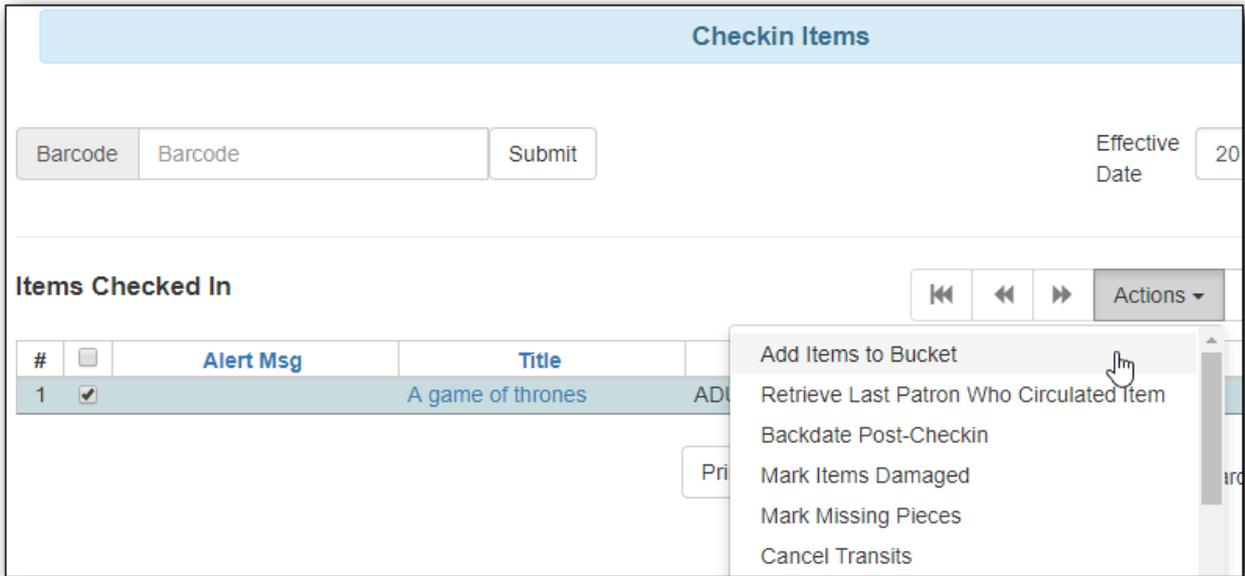 Checkin Items
Barcode Barcode Submit
Effective
Date
20
Items Checked In
Actions
# Alert Msg Title
1 A game of thrones
Add Items to Bucket
Retrieve Last Patron Who Circulated Item
Backdate Post-Checkin
Mark Items Damaged
Mark Missing Pieces
Cancel Transits